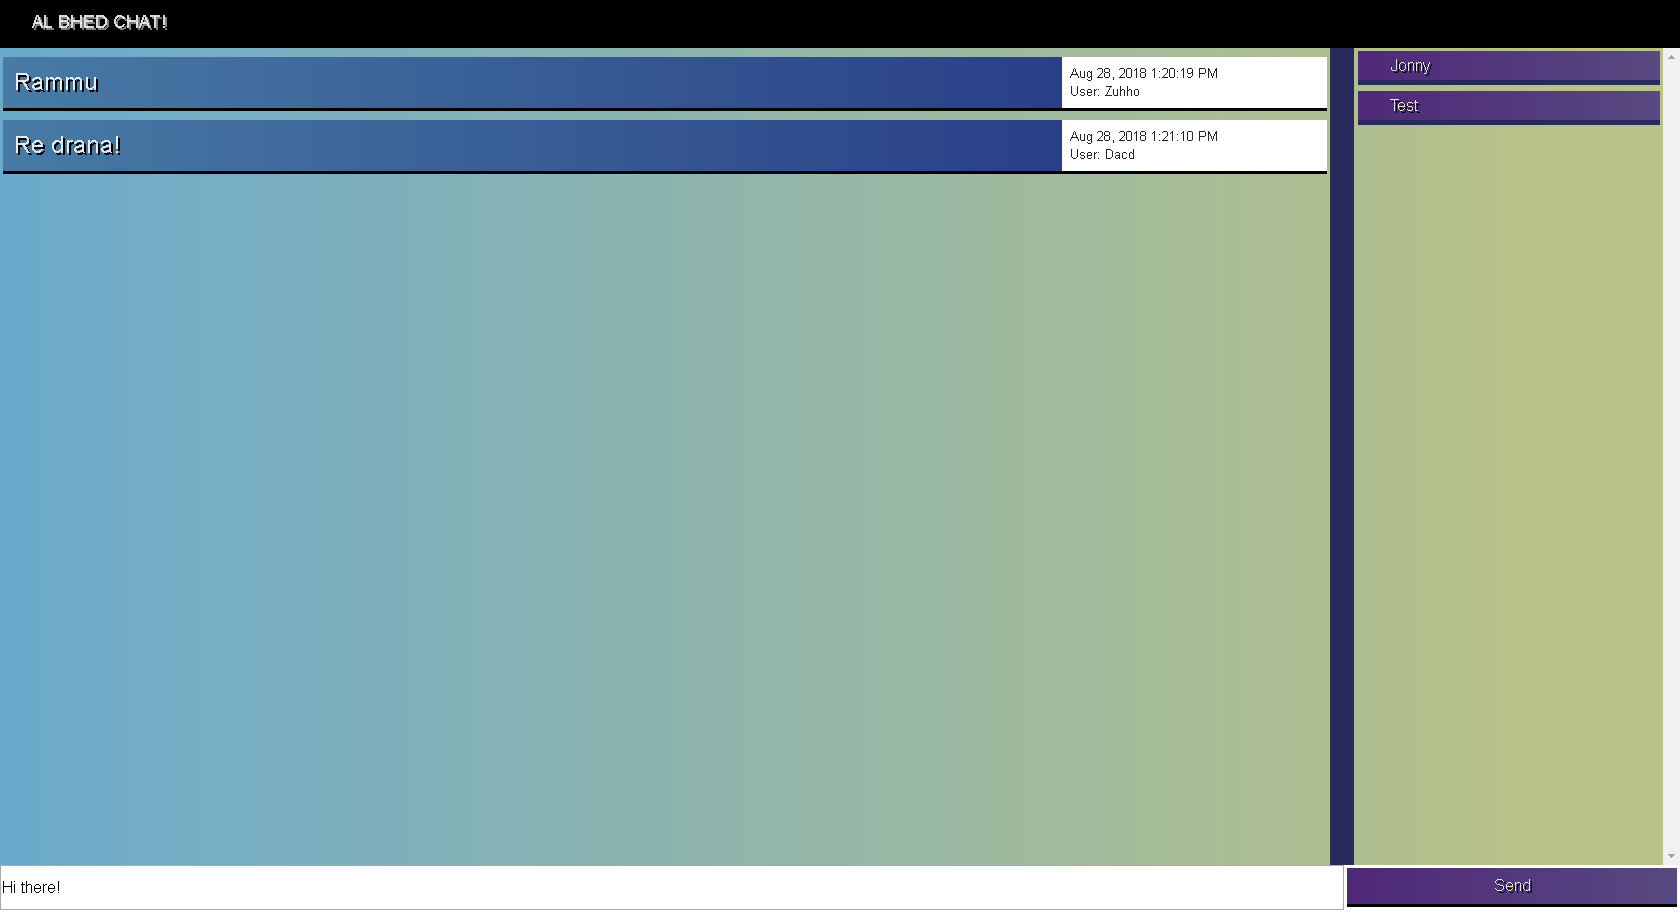 AL BHED CHAT!
Rammu
Aug 28, 2018 1:20:19 PM
User: Zuhho
Re drana!
Aug 28, 2018 1:21:10 PM
User: Dacd
Jonny
Test
Hi there!
Send